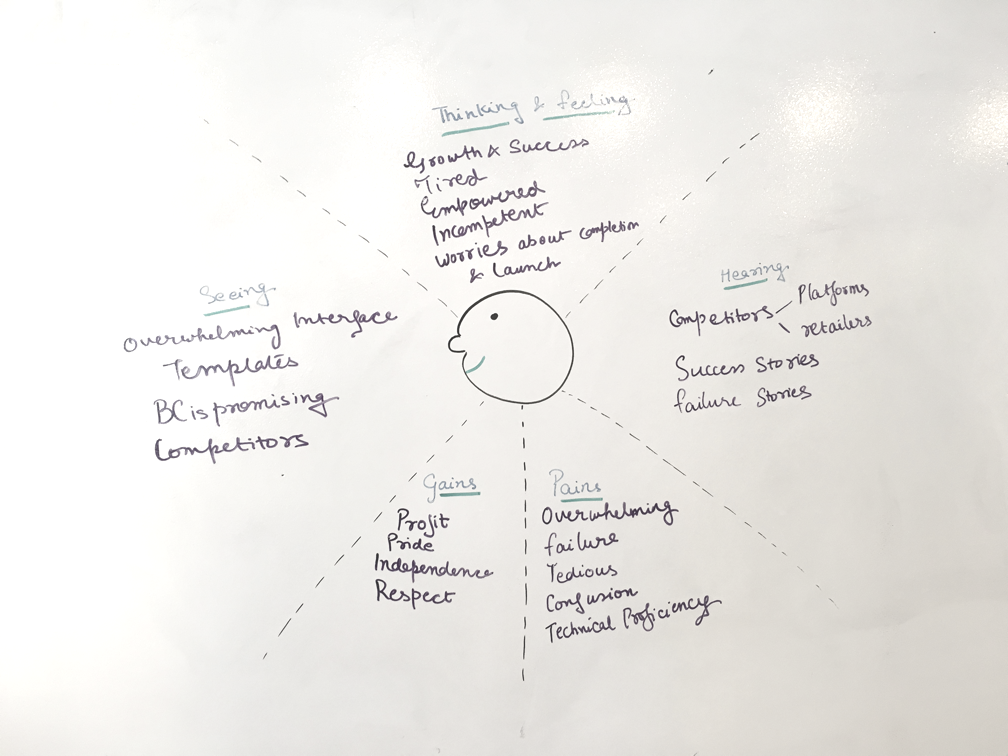 Thinking & feeling
Growth & Success
Tired
Empowered
Incompetent
Worries about completion
& Launch
Seeing
Overwhelming Interface
Templates
BC is promising
Competitors
Hearing
Competitors
Platforms
retailers
Success Stories
failure Stories
Gains
Profit
Pride
Independence
Respect
Pains
Overwhelming
failure
Tedious
Confusion
Technical Proficiency